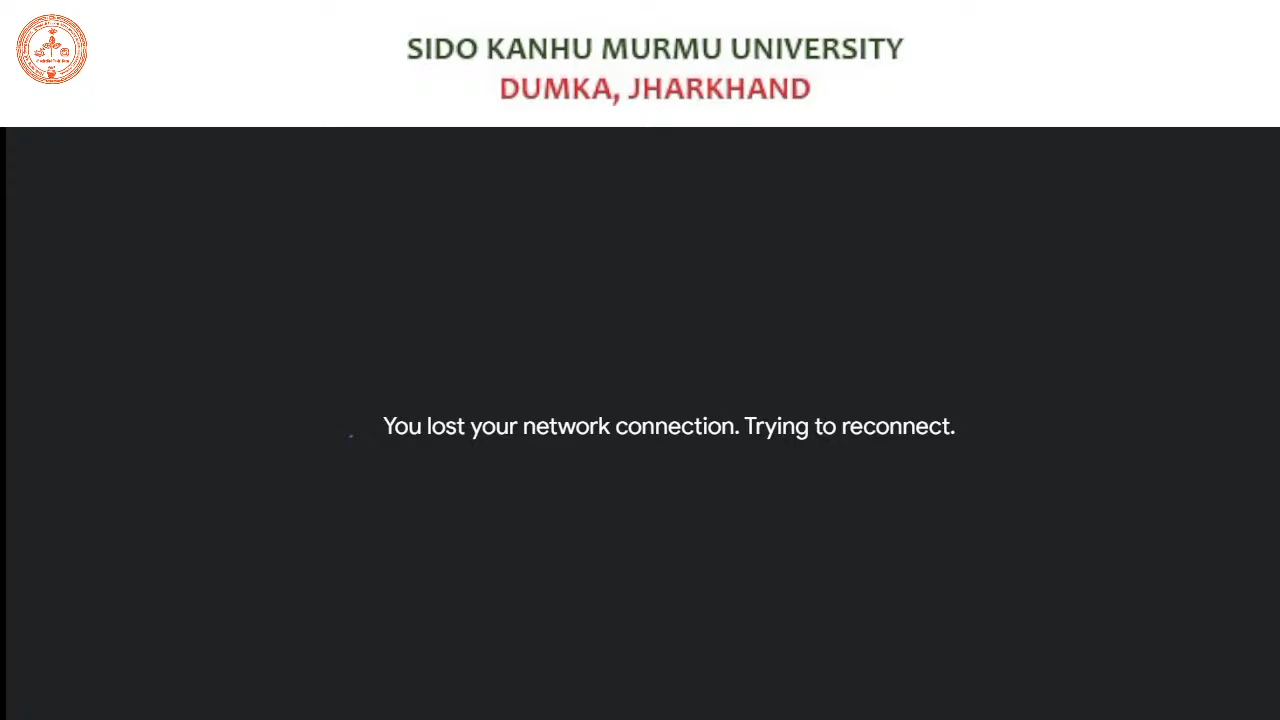 SIDO KANHU MURMU UNIVERSITY
DUMKA, JHARKHAND
You lost your network connection. Trying to reconnect.